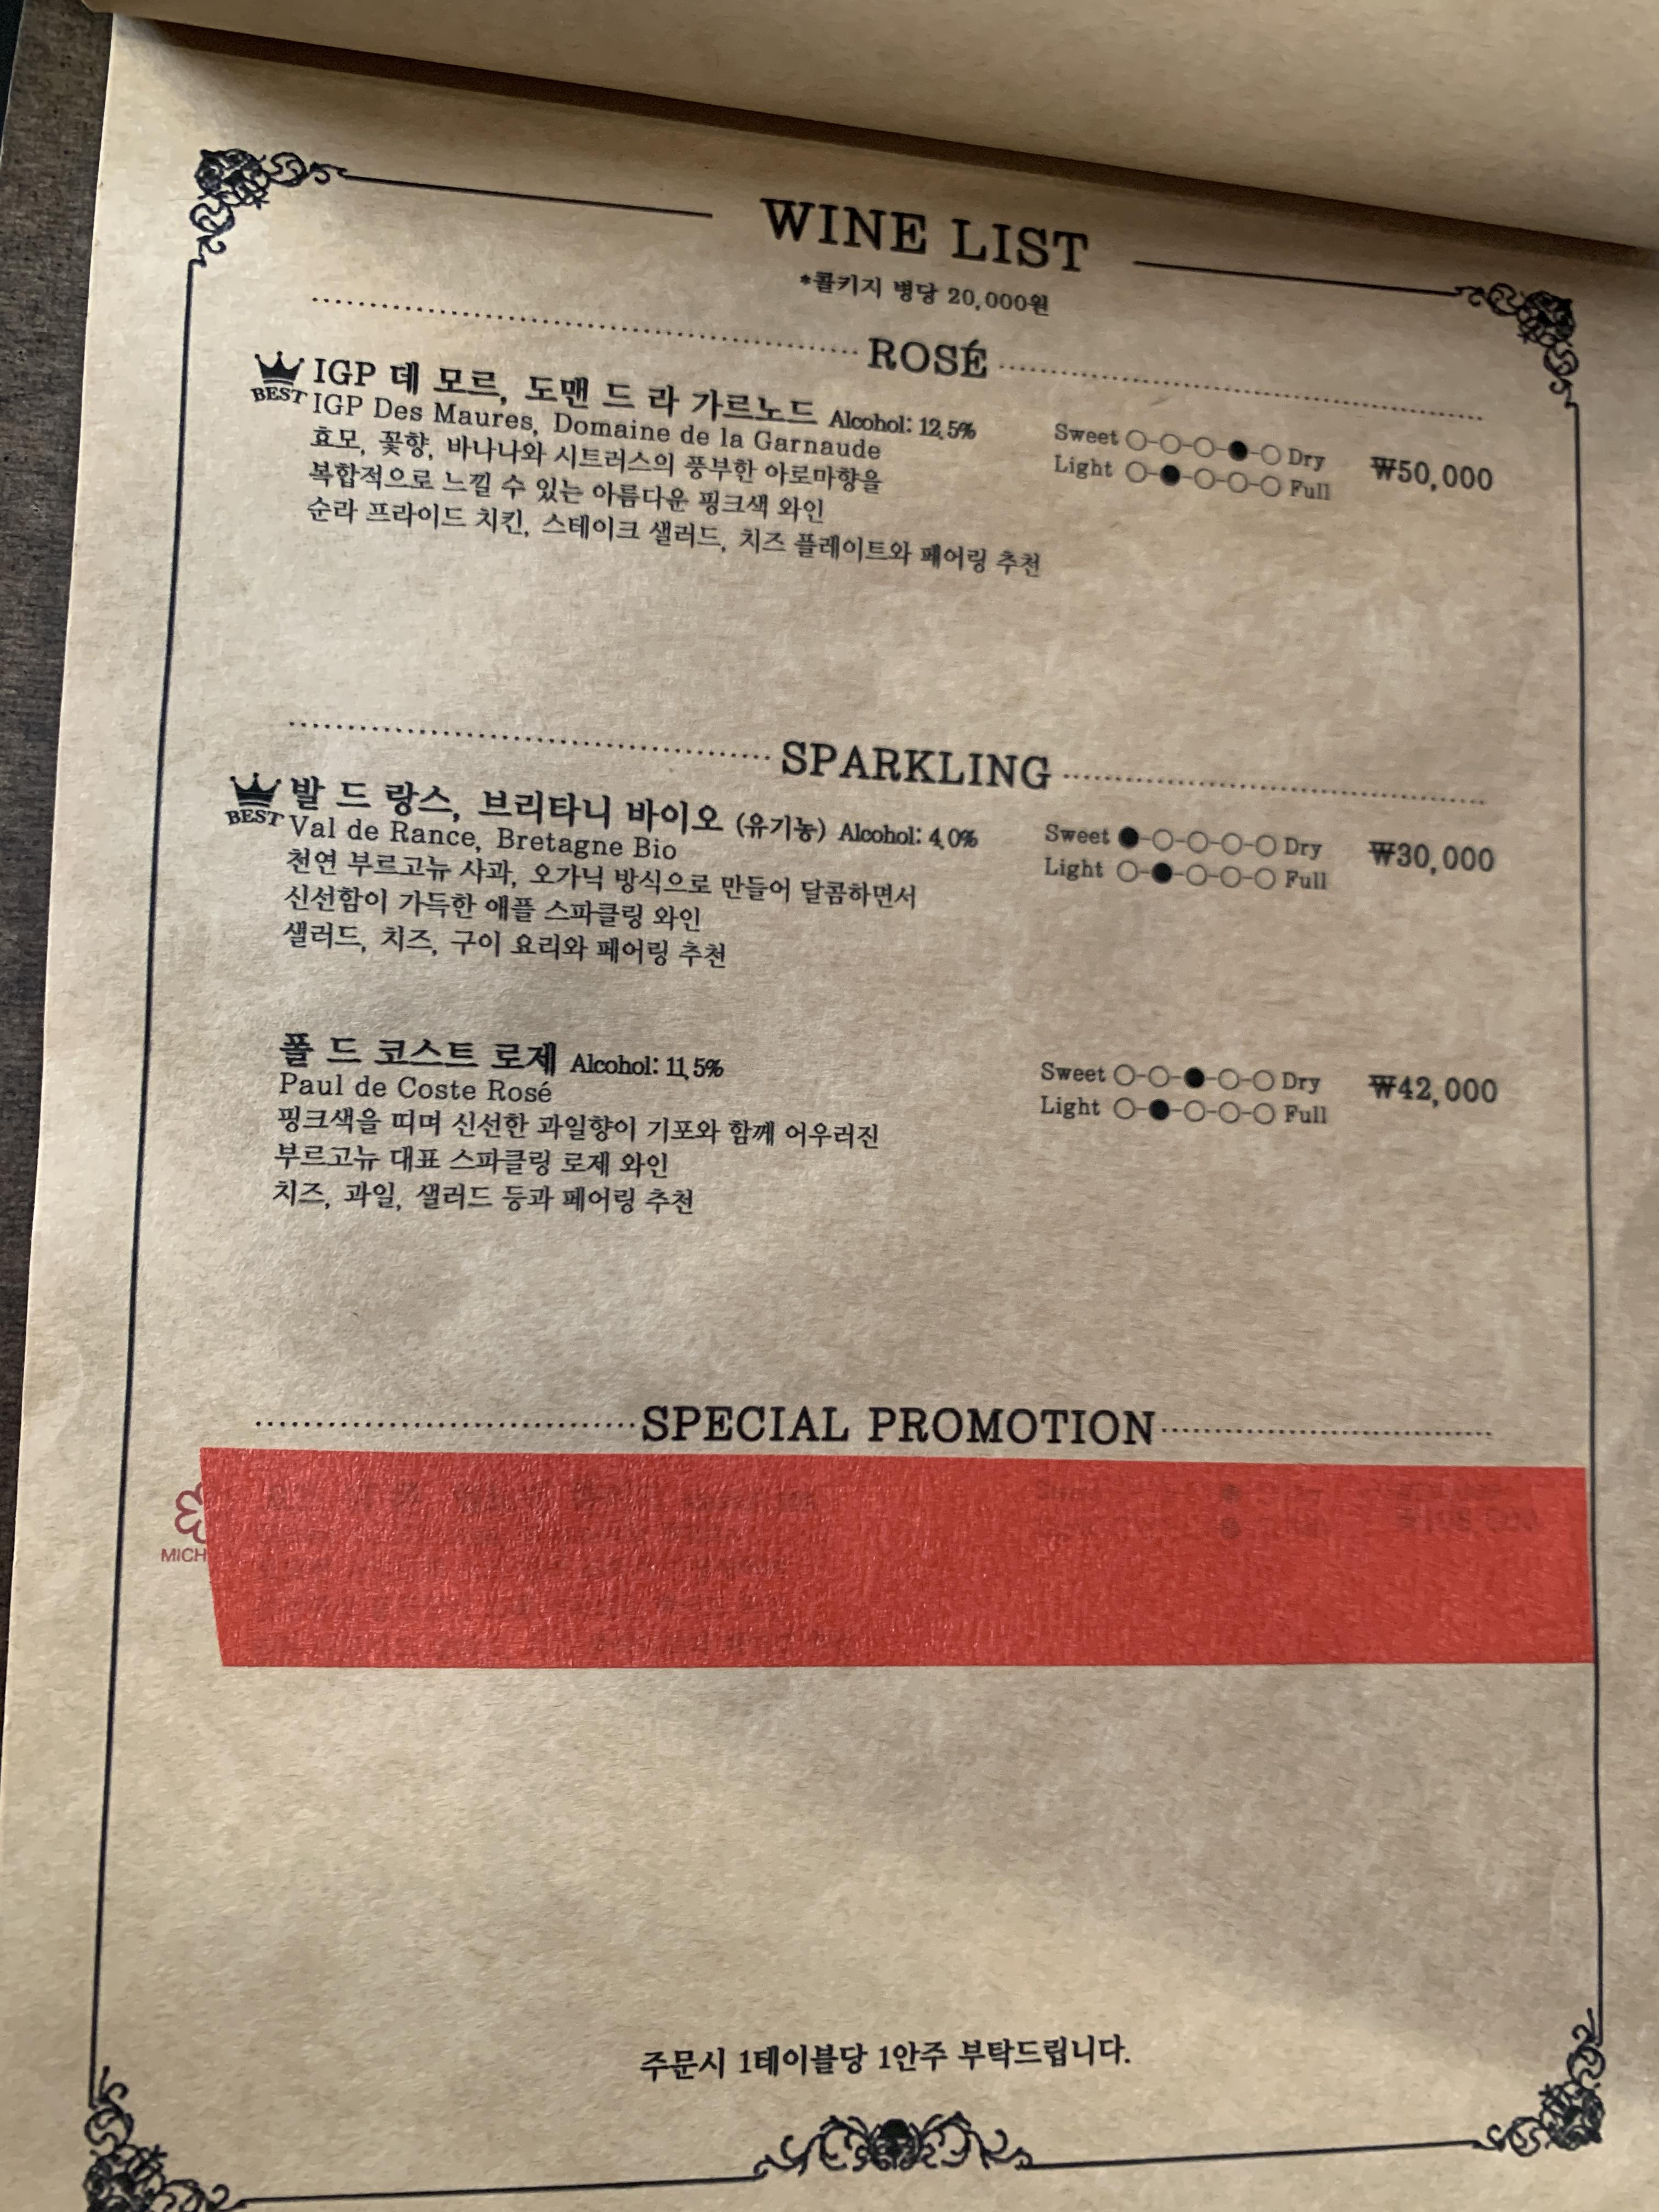 WINE LIST
*콜키지 병당 20,000원
ROSÉ
BEST
IGP 데 모르, 도맨 드 라 가르노드 Alcohol: 12.5%
IGP Des Maures, Domaine de la Garnaude
효모, 꽃향, 바나나와 시트러스의 풍부한 아로마향을
복합적으로 느낄 수 있는 아름다운 핑크색 와인
순라 프라이드 치킨, 스테이크 샐러드, 치즈 플레이트와 페어링 추천
Sweet Dry
Light Full
₩50,000
SPARKLING
BEST
발 드 랑스, 브리타니 바이오 (유기농) Alcohol: 4.0%
Val de Rance, Bretagne Bio
천연 부르고뉴 사과, 오가닉 방식으로 만들어 달콤하면서
신선함이 가득한 애플 스파클링 와인
샐러드, 치즈, 구이 요리와 페어링 추천
Sweet Dry
Light Full
₩30,000
폴 드 코스트 로제 Alcohol: 11.5%
Paul de Coste Rosé
핑크색을 띠며 신선한 과일향이 기포와 함께 어우러진
부르고뉴 대표 스파클링 로제 와인
치즈, 과일, 샐러드 등과 페어링 추천
Sweet Dry
Light Full
₩42,000
SPECIAL PROMOTION
MICH
주문시 1테이블당 1안주 부탁드립니다.